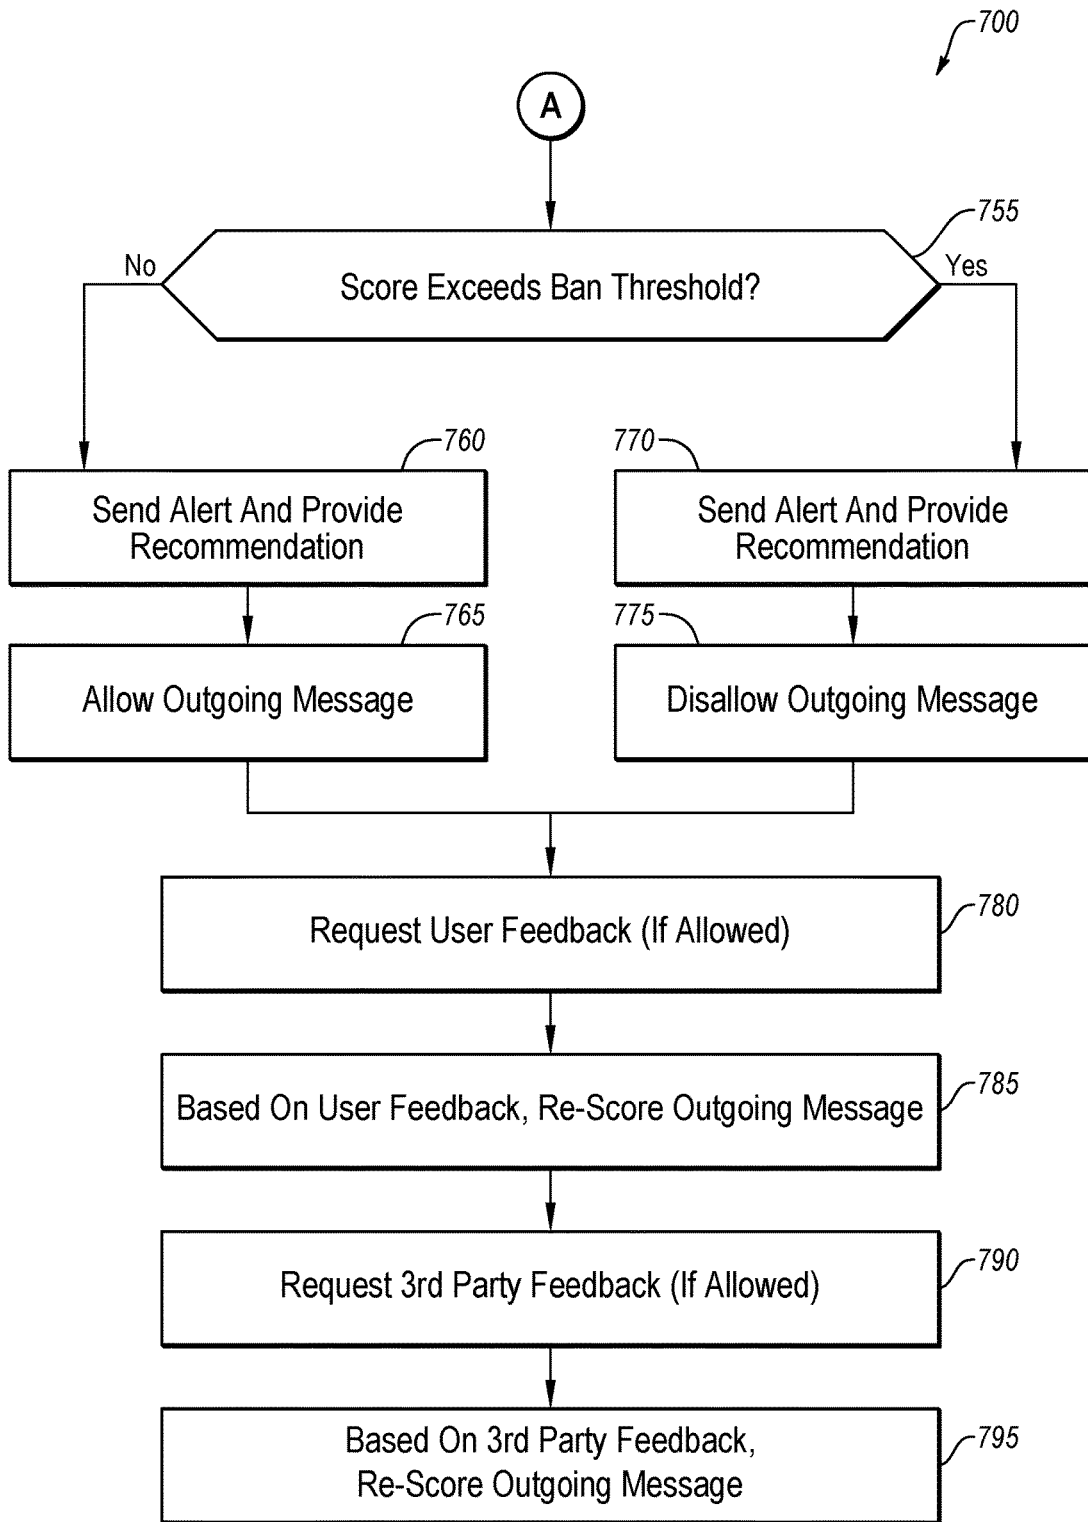 700
A
755
No
Yes
Score Exceeds Ban Threshold?
760
770
Send Alert And Provide
Recommendation
Send Alert And Provide
Recommendation
765
775
Allow Outgoing Message
Disallow Outgoing Message
780
Request User Feedback (If Allowed)
785
Based On User Feedback, Re-Score Outgoing Message
790
Request 3rd Party Feedback (If Allowed)
795
Based On 3rd Party Feedback,
Re-Score Outgoing Message